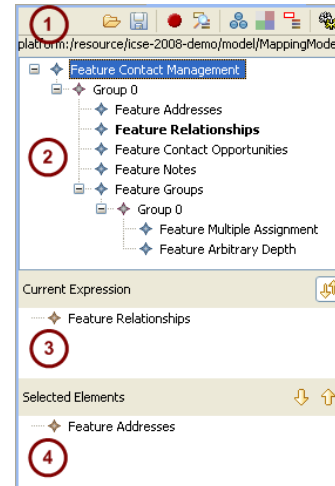 1
platform:/resource/icse-2008-demo/model/MappingMode
Feature Contact Management
Group 0
Feature Addresses
Feature Relationships
Feature Contact Opportunities
2
Feature Notes
Feature Groups
Group 0
Feature Multiple Assignment
Feature Arbitrary Depth
Current Expression
Feature Relationships
3
Selected Elements
Feature Addresses
4